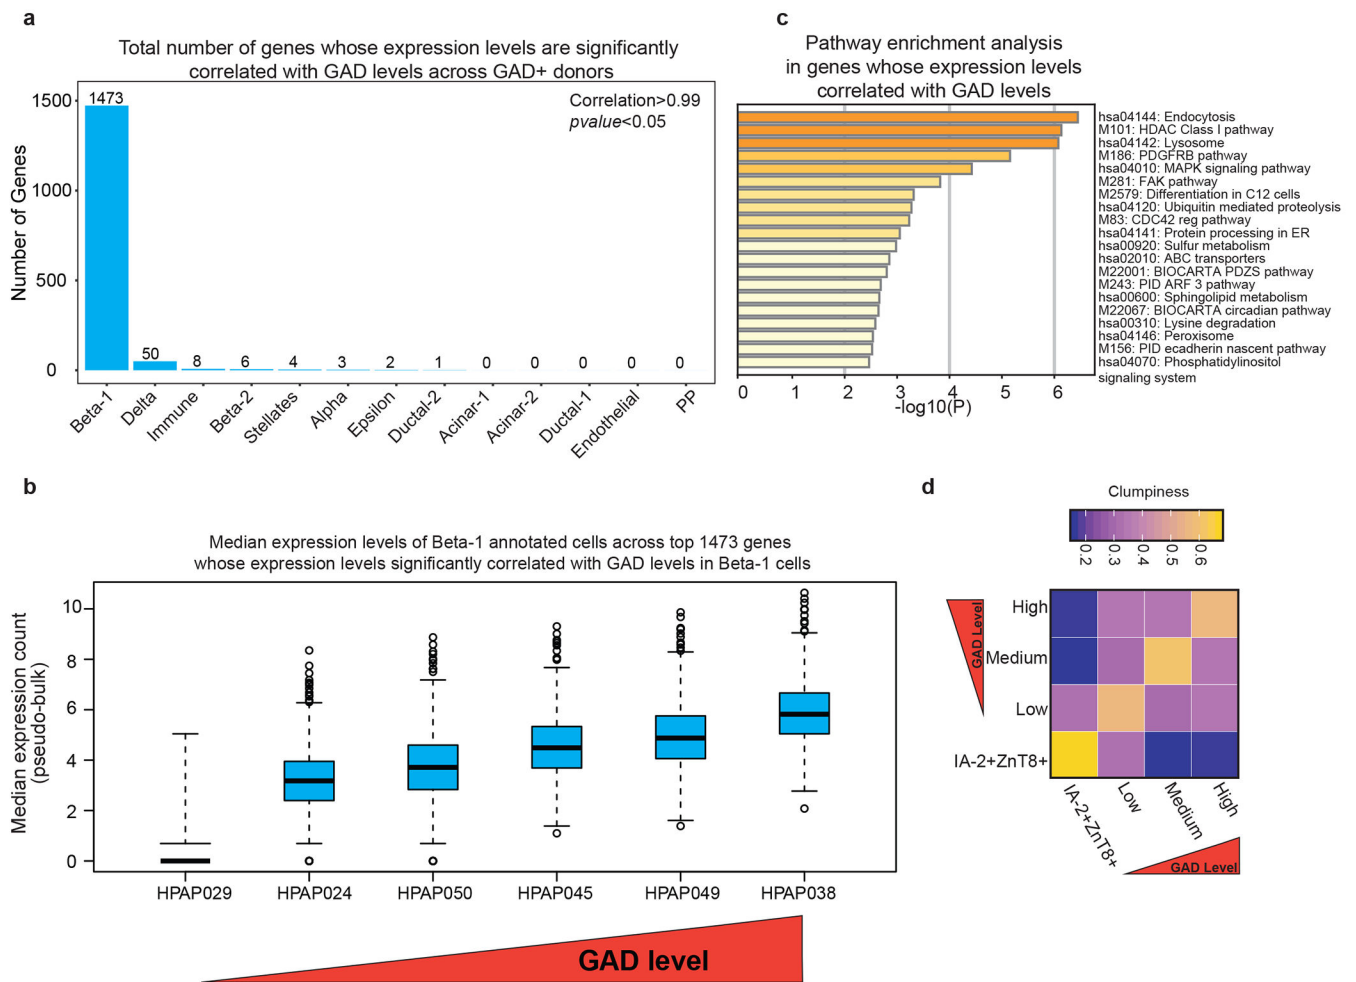 a
Total number of genes whose expression levels are significantly
correlated with GAD levels across GAD+ donors
Number of Genes
1500
1000
500
0
1473
50
8
6
4
3
2
1
0
0
0
0
0
Correlation>0.99
pvalue<0.05
Beta-1
Delta
Immune
Beta-2
Stellates
Alpha
Epsilon
Ductal-2
Acinar-1
Acinar-2
Ductal-1
Endothelial
PP
c
Pathway enrichment analysis
in genes whose expression levels
correlated with GAD levels
hsa04144: Endocytosis
M101: HDAC Class I pathway
hsa04142: Lysosome
M186: PDGFRB pathway
hsa04010: MAPK signaling pathway
M281: FAK pathway
M2579: Differentiation in C12 cells
hsa04120: Ubiquitin mediated proteolysis
M83: CDC42 reg pathway
hsa04141: Protein processing in ER
hsa00920: Sulfur metabolism
hsa02010: ABC transporters
M22001: BIOCARTA PDZS pathway
M243: PID ARF 3 pathway
hsa00600: Sphingolipid metabolism
M22067: BIOCARTA circadian pathway
hsa00310: Lysine degradation
hsa04146: Peroxisome
M156: PID ecadherin nascent pathway
hsa04070: Phosphatidylinositol
signaling system
0 1 2 3 4 5 6
-log10(P)
b
Median expression levels of Beta-1 annotated cells across top 1473 genes
whose expression levels significantly correlated with GAD levels in Beta-1 cells
Median expression count
(pseudo-bulk)
10
8
6
4
2
0
HPAP029 HPAP024 HPAP050 HPAP045 HPAP049 HPAP038
GAD level
d
Clumpiness
0.2 0.3 0.4 0.5 0.6
GAD Level
High
Medium
Low
IA-2+ZnT8+
IA-2+ZnT8+
Low
Medium
High
GAD Level